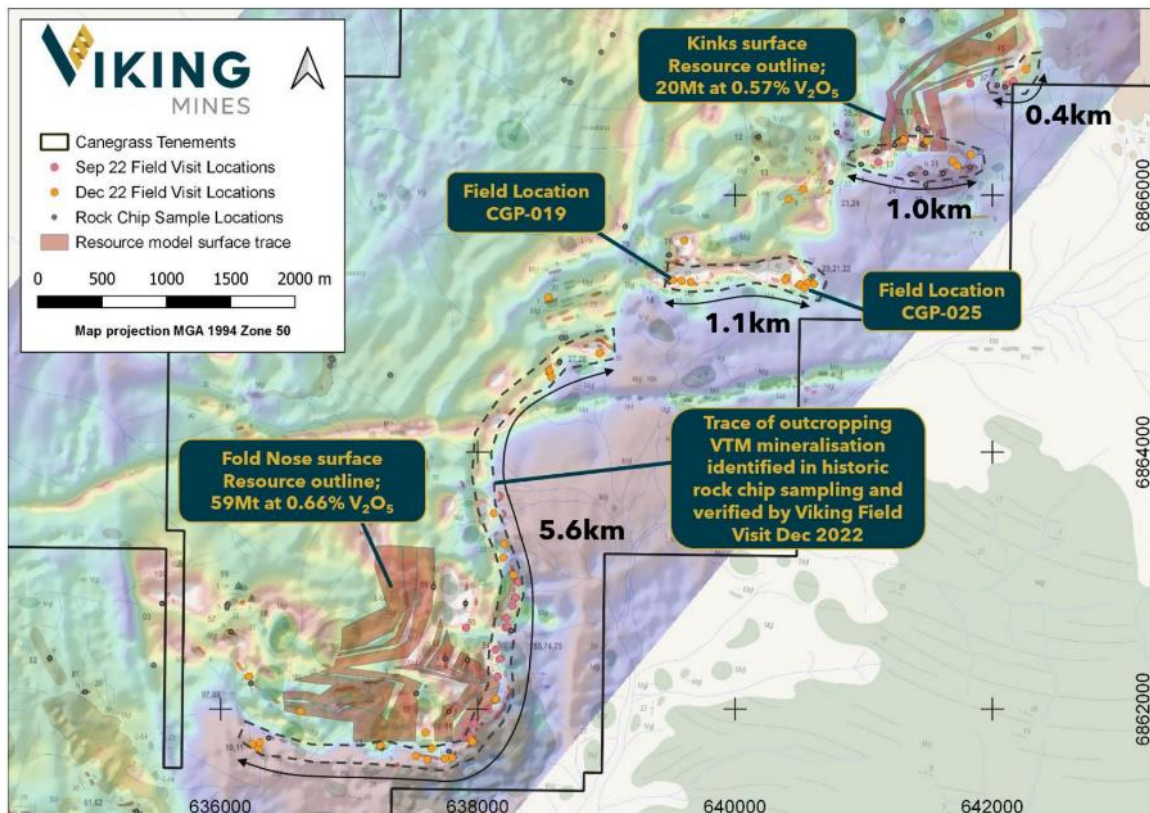 VIKING
MINES
Canegrass Tenements
Sep 22 Field Visit Locations
Dec 22 Field Visit Locations
Rock Chip Sample Locations
Resource model surface trace
0 500 1000 1500 2000 m
Map projection MGA 1994 Zone 50
Kinks surface
Resource outline;
20Mt at 0.57% V₂O₅
0.4km
6866000
1.0km
Field Location
CGP-019
Field Location
CGP-025
1.1km
Trace of outcropping
VTM mineralisation
identified in historic
rock chip sampling and
verified by Viking Field
Visit Dec 2022
6864000
Fold Nose surface
Resource outline;
59Mt at 0.66% V₂O₅
5.6km
6862000
636000
638000
640000
642000